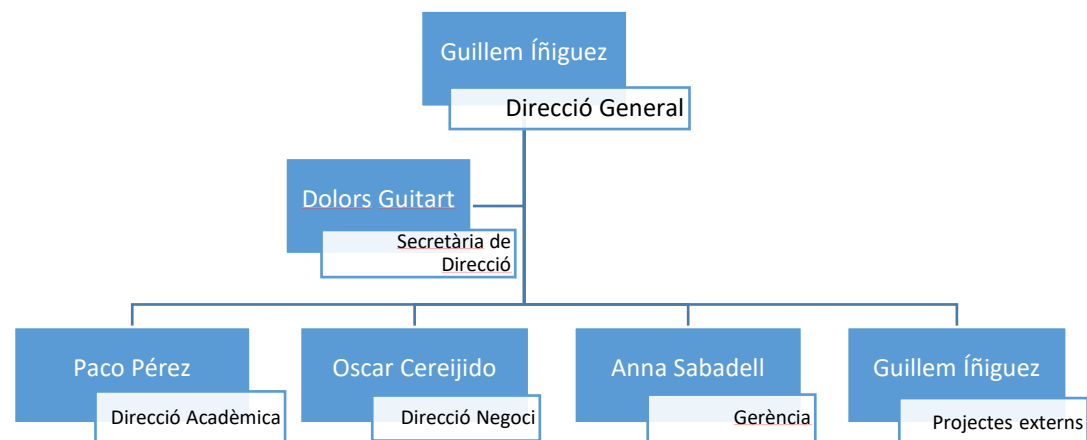 Guillem Íñiguez
Direcció General
Dolors Guitart
Secretària de
Direcció
Paco Pérez
Direcció Acadèmica
Oscar Cereijido
Direcció Negoci
Anna Sabadell
Gerència
Guillem Íñiguez
Projectes externs